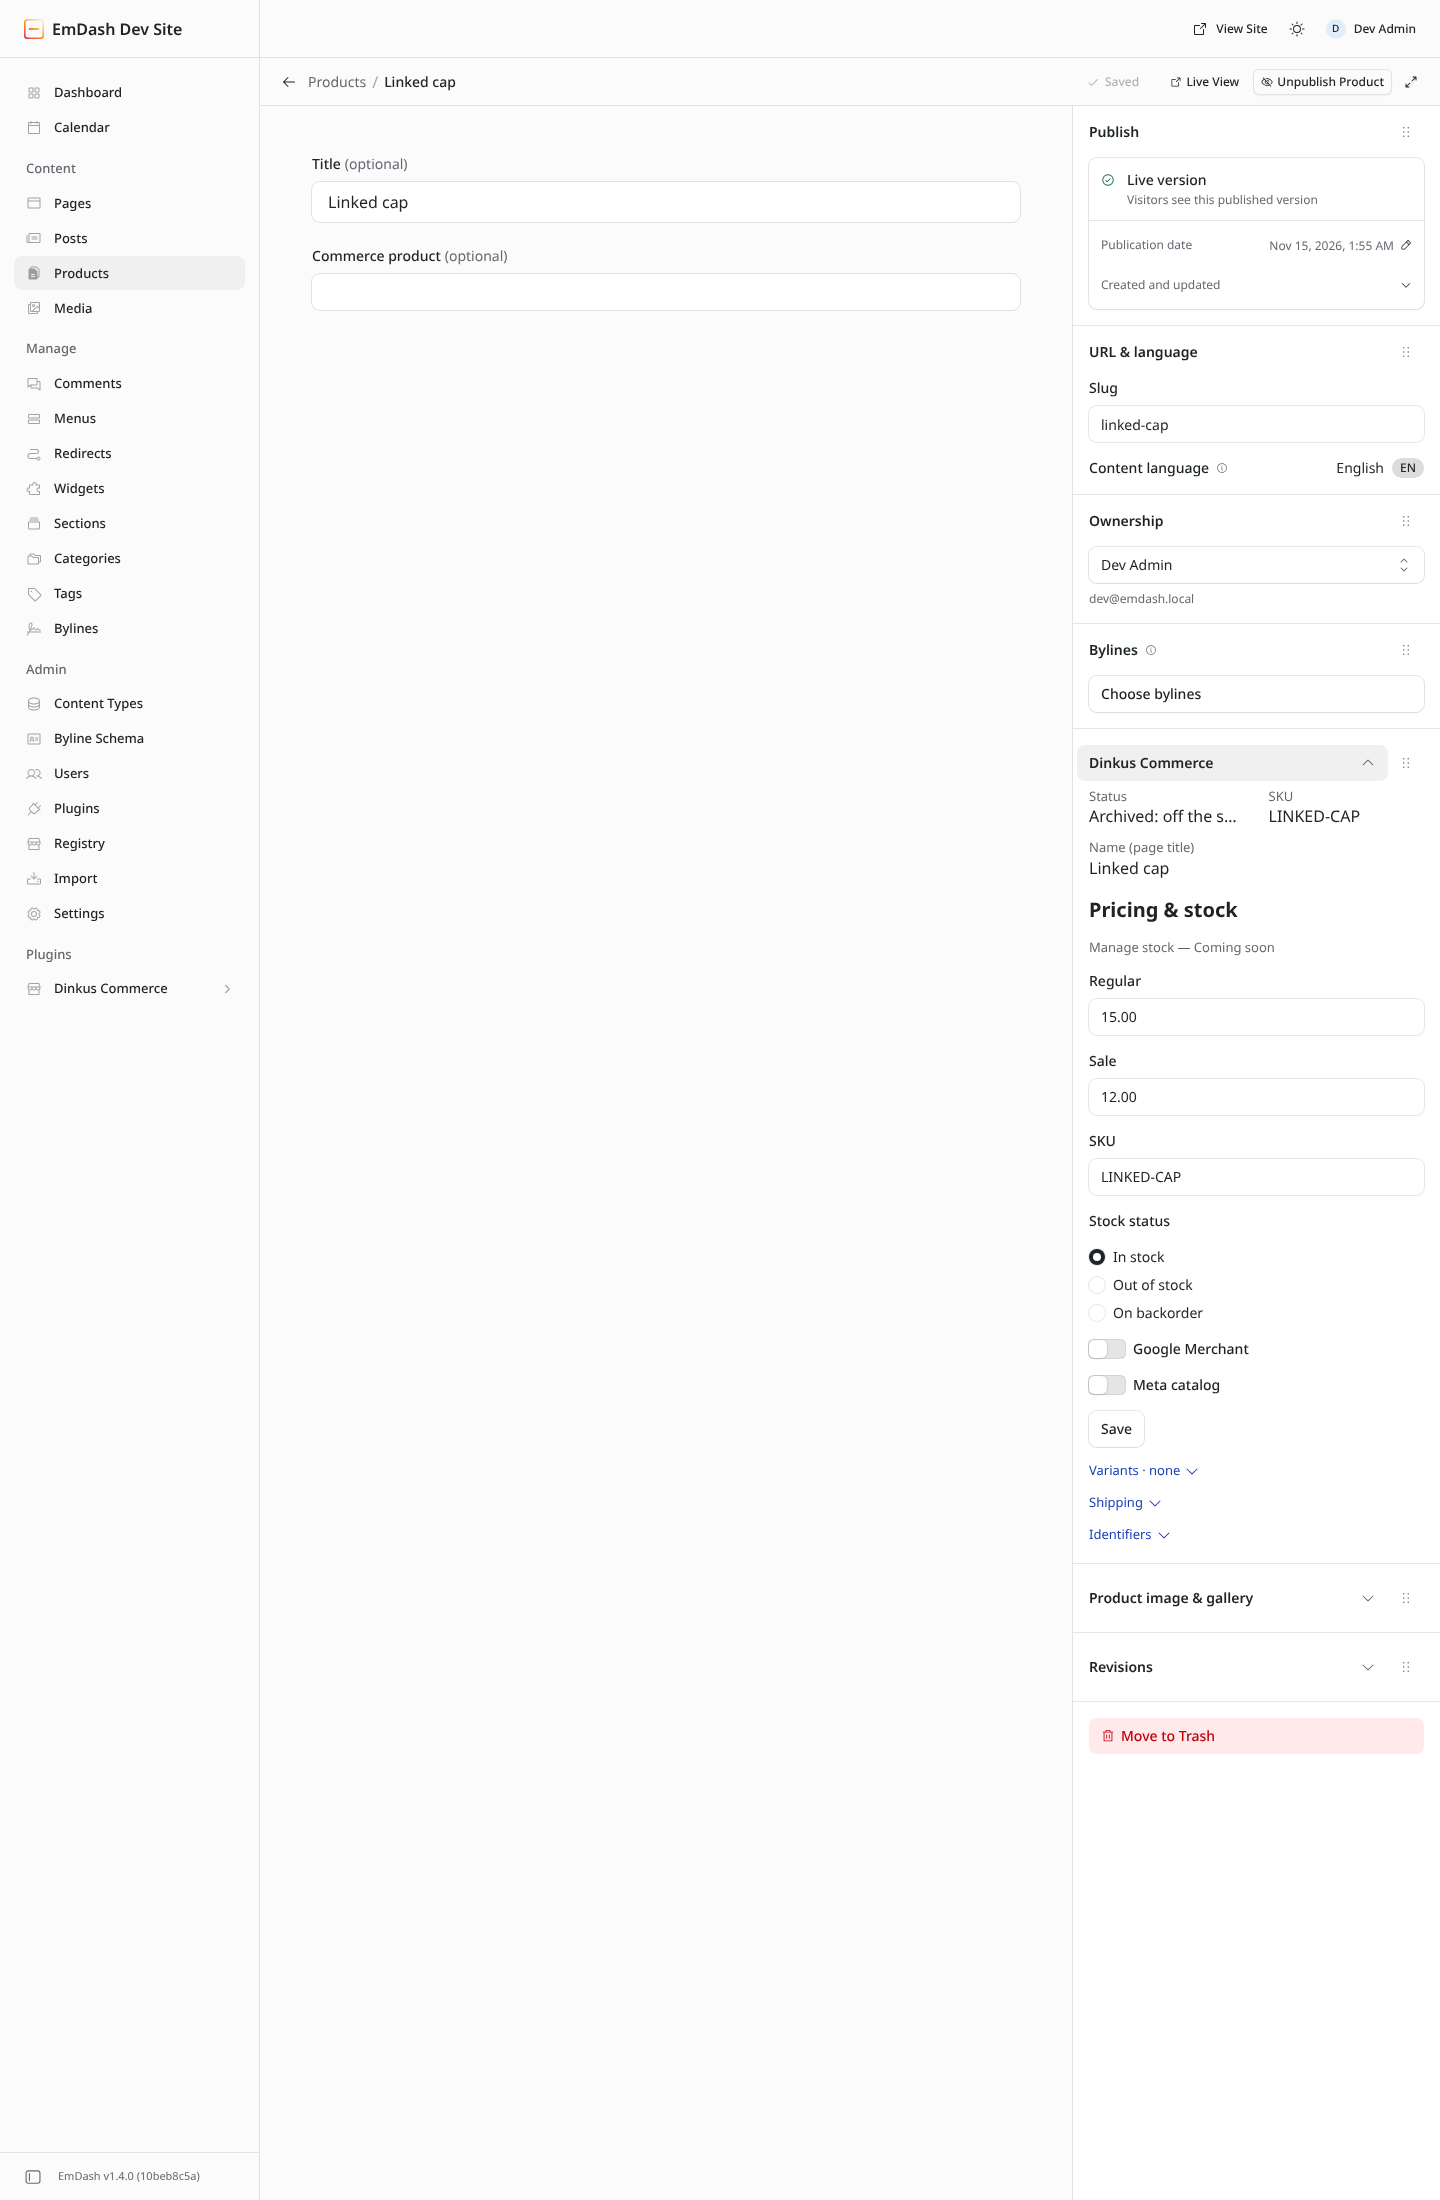 EmDash Dev Site
View Site
D
Dev Admin
Products / Linked cap
Saved
Live View
Unpublish Product
Dashboard
Calendar
Content
Pages
Posts
Products
Media
Manage
Comments
Menus
Redirects
Widgets
Sections
Categories
Tags
Bylines
Admin
Content Types
Byline Schema
Users
Plugins
Registry
Import
Settings
Plugins
Dinkus Commerce
EmDash v1.4.0 (10beb8c5a)
Title (optional)
Linked cap
Commerce product (optional)
Publish
Live version
Visitors see this published version
Publication date
Nov 15, 2026, 1:55 AM
Created and updated
URL & language
Slug
linked-cap
Content language
English EN
Ownership
Dev Admin
dev@emdash.local
Bylines
Choose bylines
Dinkus Commerce
Status
SKU
Archived: off the s...
LINKED-CAP
Name (page title)
Linked cap
Pricing & stock
Manage stock — Coming soon
Regular
15.00
Sale
12.00
SKU
LINKED-CAP
Stock status
In stock
Out of stock
On backorder
Google Merchant
Meta catalog
Save
Variants · none
Shipping
Identifiers
Product image & gallery
Revisions
Move to Trash